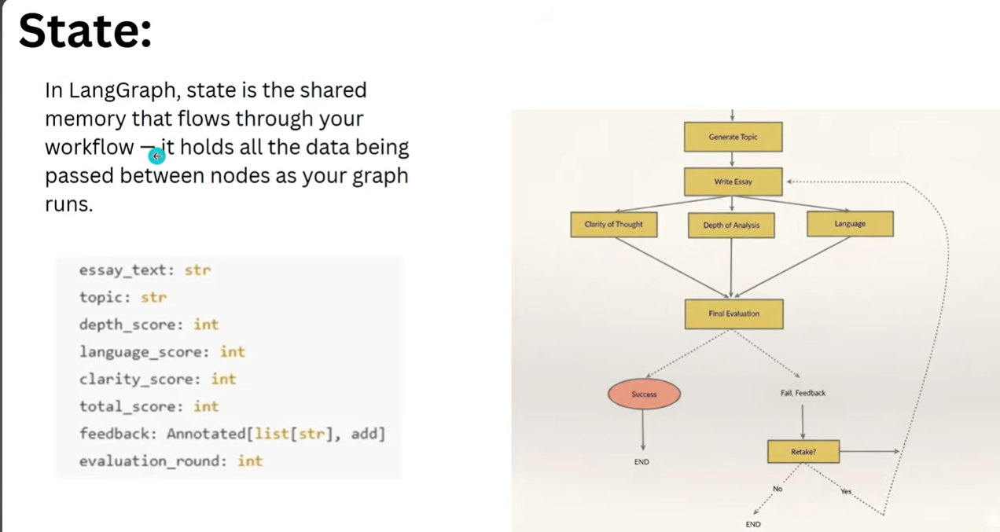 State:
In LangGraph, state is the shared
memory that flows through your
workflow — it holds all the data being
passed between nodes as your graph
runs.
essay_text: str
topic: str
depth_score: int
language_score: int
clarity_score: int
total_score: int
feedback: Annotated[list[str], add]
evaluation_round: int
Generate Topic
Write Essay
Clarity of Thought
Depth of Analysis
Language
Final Evaluation
Success
Fail, Feedback
Retake?
END
No
Yes
END